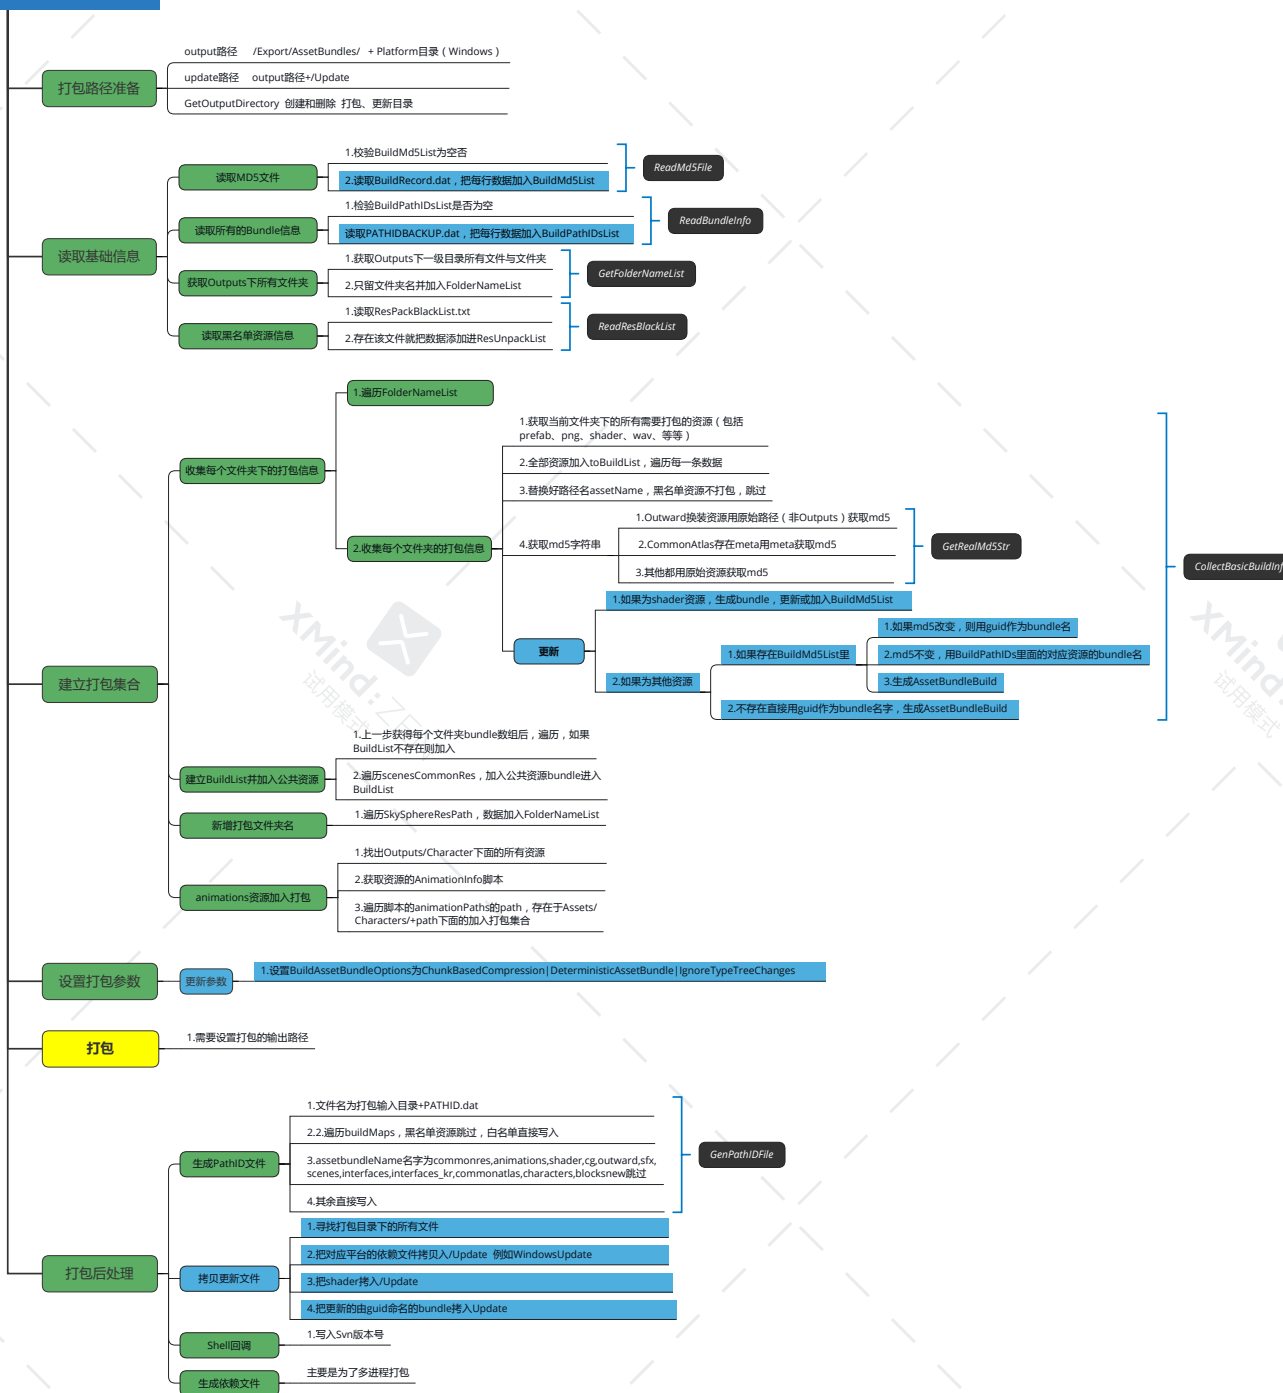 output路径 /Export/AssetBundles/ + Platform目录（Windows）
update路径 output路径+/Update
打包路径准备
GetOutputDirectory 创建和删除 打包、更新目录
1.校验BuildMd5List为空否
读取MD5文件
ReadMd5File
2.读取BuildRecord.dat，把每行数据加入BuildMd5List
1.检验BuildPathIDsList是否为空
读取所有的Bundle信息
ReadBundleInfo
读取PATHIDBACKUP.dat，把每行数据加入BuildPathIDsList
读取基础信息
1.获取Outputs下一级目录所有文件与文件夹
获取Outputs下所有文件夹
GetFolderNameList
2.只留文件夹名并加入FolderNameList
1.读取ResPackBlackList.txt
读取黑名单资源信息
ReadResBlackList
2.存在该文件就把数据添加进ResUnpackList
1.遍历FolderNameList
收集每个文件夹下的打包信息
1.获取当前文件夹下的所有需要打包的资源（包括
prefab、png、shader、wav、等等）
2.全部资源加入toBuildList，遍历每一条数据
3.替换好路径名assetName，黑名单资源不打包，跳过
2.收集每个文件夹的打包信息
4.获取md5字符串
1.Outward换装资源用原始路径（非Outputs）获取md5
2.CommonAtlas存在meta用meta获取md5
3.其他都用原始资源获取md5
GetRealMd5Str
CollectBasicBuildInf
更新
1.如果为shader资源，生成bundle，更新或加入BuildMd5List
2.如果为其他资源
1.如果存在BuildMd5List里
1.如果md5改变，则用guid作为bundle名
2.md5不变，用BuildPathIDs里面的对应资源的bundle名
3.生成AssetBundleBuild
2.不存在直接用guid作为bundle名字，生成AssetBundleBuild
建立打包集合
1.上一步获得每个文件夹bundle数组后，遍历，如果
BuildList不存在则加入
建立BuildList并加入公共资源
2.遍历scenesCommonRes，加入公共资源bundle进入
BuildList
新增打包文件夹名
1.遍历SkySphereResPath，数据加入FolderNameList
1.找出Outputs/Character下面的所有资源
animations资源加入打包
2.获取资源的AnimationInfo脚本
3.遍历脚本的animationPaths的path，存在于Assets/
Characters/+path下面的加入打包集合
设置打包参数
更新参数
1.设置BuildAssetBundleOptions为ChunkBasedCompression|DeterministicAssetBundle|IgnoreTypeTreeChanges
打包
1.需要设置打包的输出路径
1.文件名为打包输入目录+PATHID.dat
2.2.遍历buildMaps，黑名单资源跳过，白名单直接写入
生成PathID文件
GenPathIDFile
3.assetbundleName名字为commonres,animations,shader,cg,outward,sfx,
scenes,interfaces,interfaces_kr,commonatlas,characters,blocksnew跳过
4.其余直接写入
打包后处理
拷贝更新文件
1.寻找打包目录下的所有文件
2.把对应平台的依赖文件拷贝入/Update 例如WindowsUpdate
3.把shader拷入/Update
4.把更新的由guid命名的bundle拷入Update
Shell回调
1.写入Svn版本号
生成依赖文件
主要是为了多进程打包
XMind:
试用模式
XMind:
试用模式